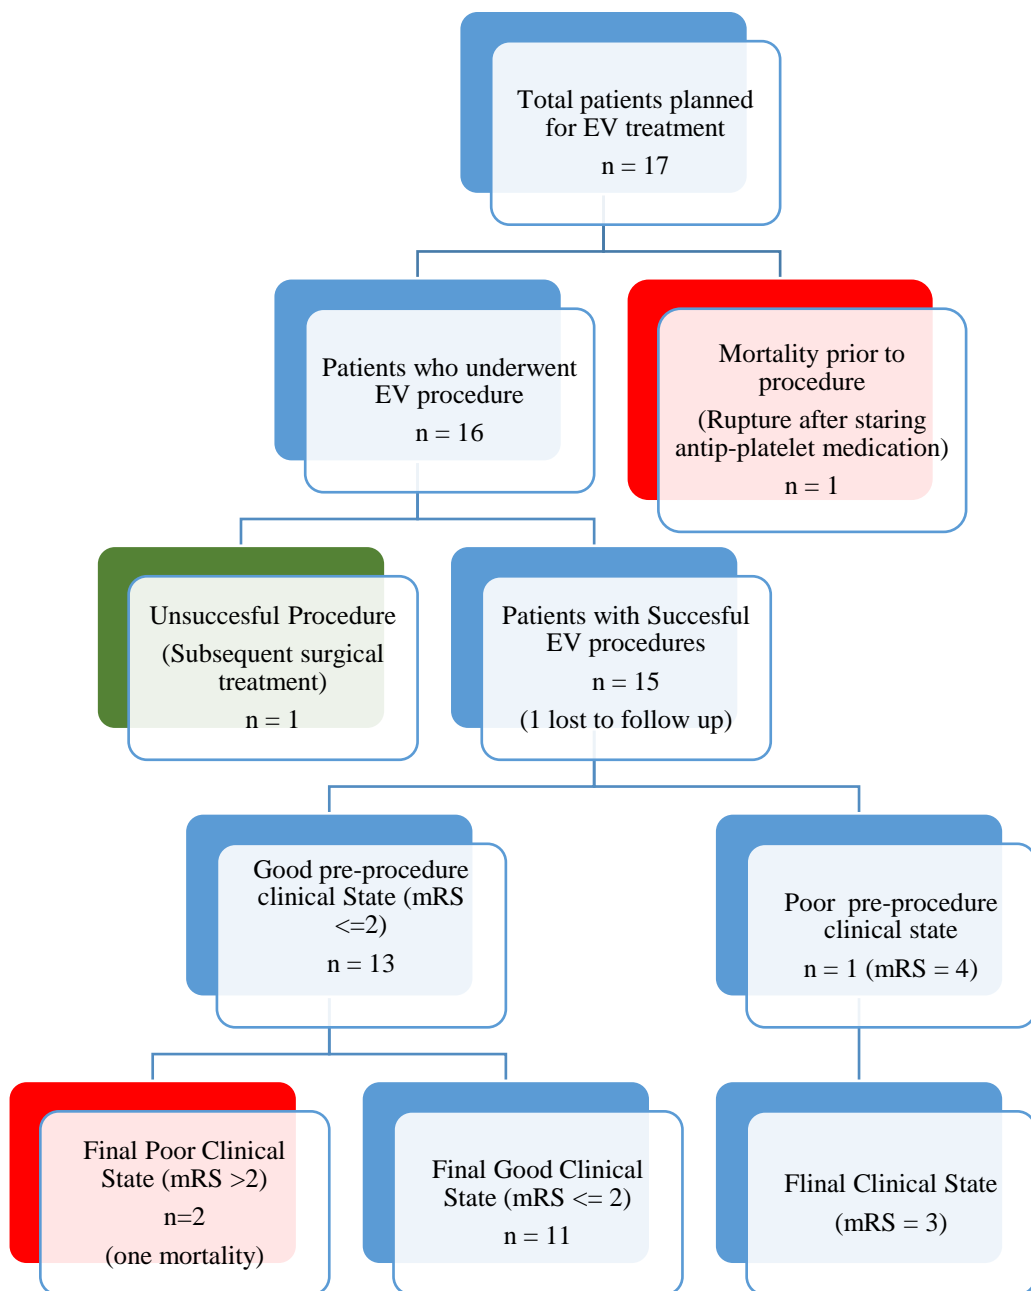 Total patients planned
for EV treatment
n = 17
Patients who underwent
EV procedure
n = 16
Mortality prior to
procedure
(Rupture after staring
antip-platelet medication)
n = 1
Unsuccesful Procedure
(Subsequent surgical
treatment)
n = 1
Patients with Succesful
EV procedures
n = 15
(1 lost to follow up)
Good pre-procedure
clinical State (mRS
<=2)
n = 13
Poor  pre-procedure
clinical state
n = 1 (mRS = 4)
Final Poor Clinical
State (mRS >2)
n=2
(one mortality)
Final Good Clinical
State (mRS <= 2)
n = 11
Flinal Clinical State
(mRS = 3)